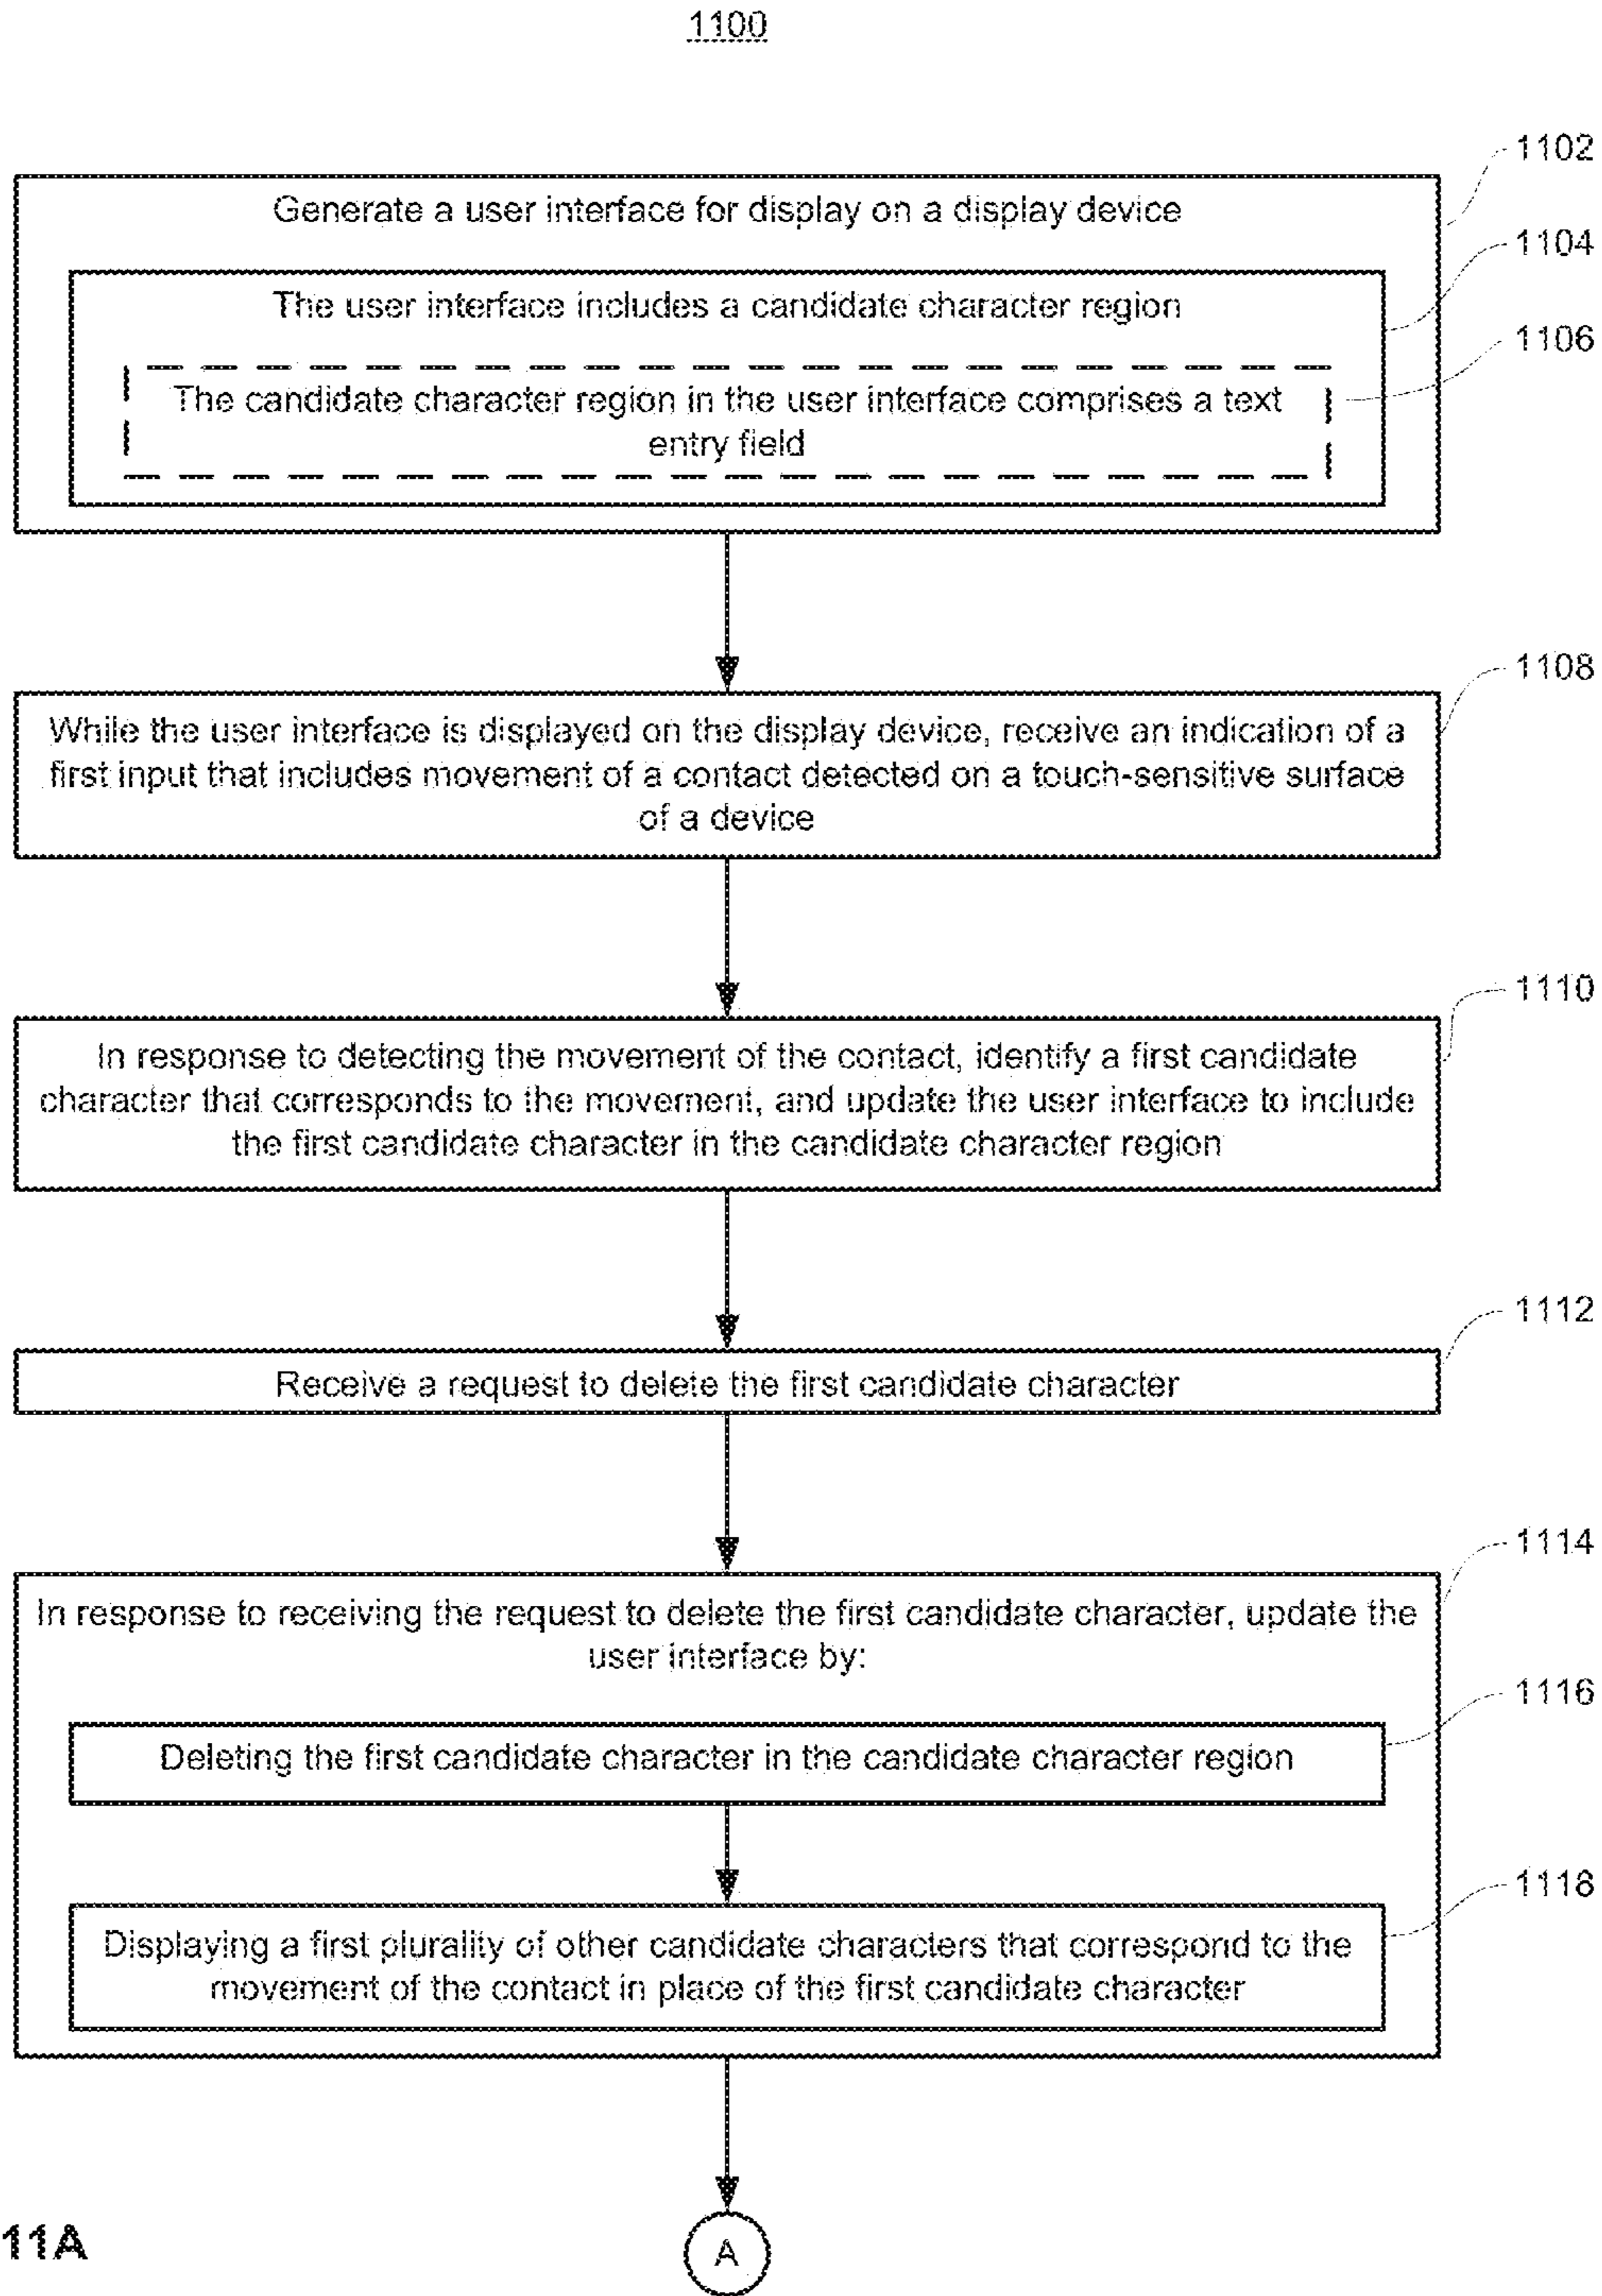 1100
1102
Generate a user interface for display on a display device
1104
The user interface includes a candidate character region
1106
The candidate character region in the user interface comprises a text
entry field
1108
While the user interface is displayed on the display device, receive an indication of a
first input that includes movement of a contact detected on a touch-sensitive surface
of a device
1110
In response to detecting the movement of the contact, identify a first candidate
character that corresponds to the movement, and update the user interface to include
the first candidate character in the candidate character region
1112
Receive a request to delete the first candidate character
1114
In response to receiving the request to delete the first candidate character, update the
user interface by:
1116
Deleting the first candidate character in the candidate character region
1118
Displaying a first plurality of other candidate characters that correspond to the
movement of the contact in place of the first candidate character
11A
A